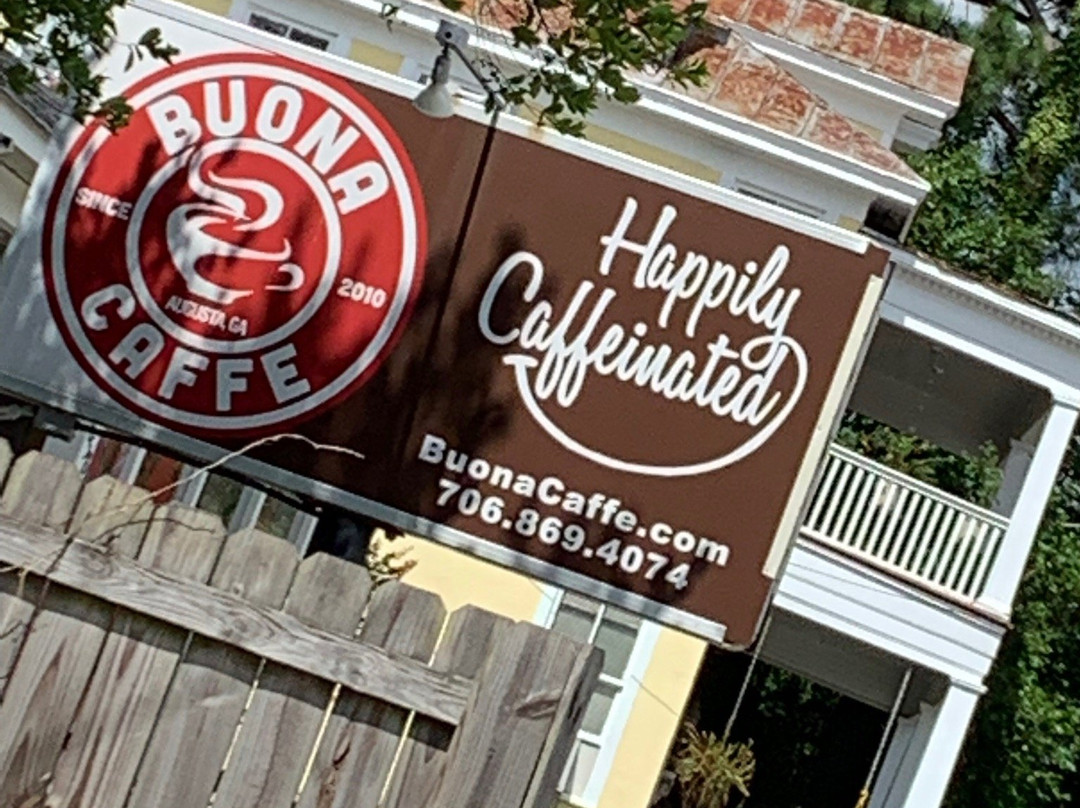 BUONA
SINCE
2010
AUGUSTA, GA
CAFFE
Happily
Caffeinated
BuonaCaffe.com
706.869.4074